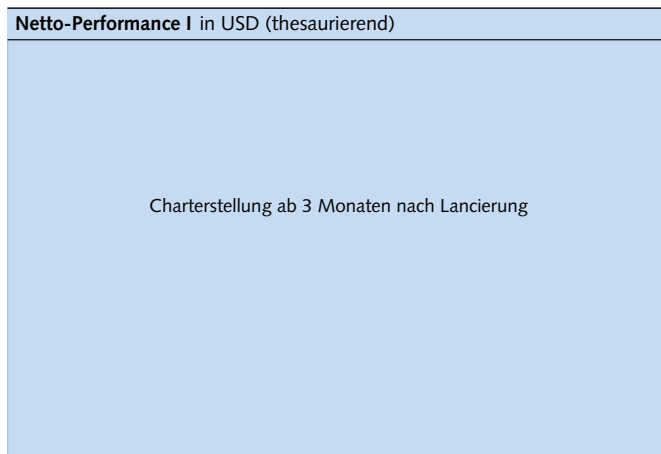 Netto-Performance I in USD (thesaurierend)
Charterstellung ab 3 Monaten nach Lancierung